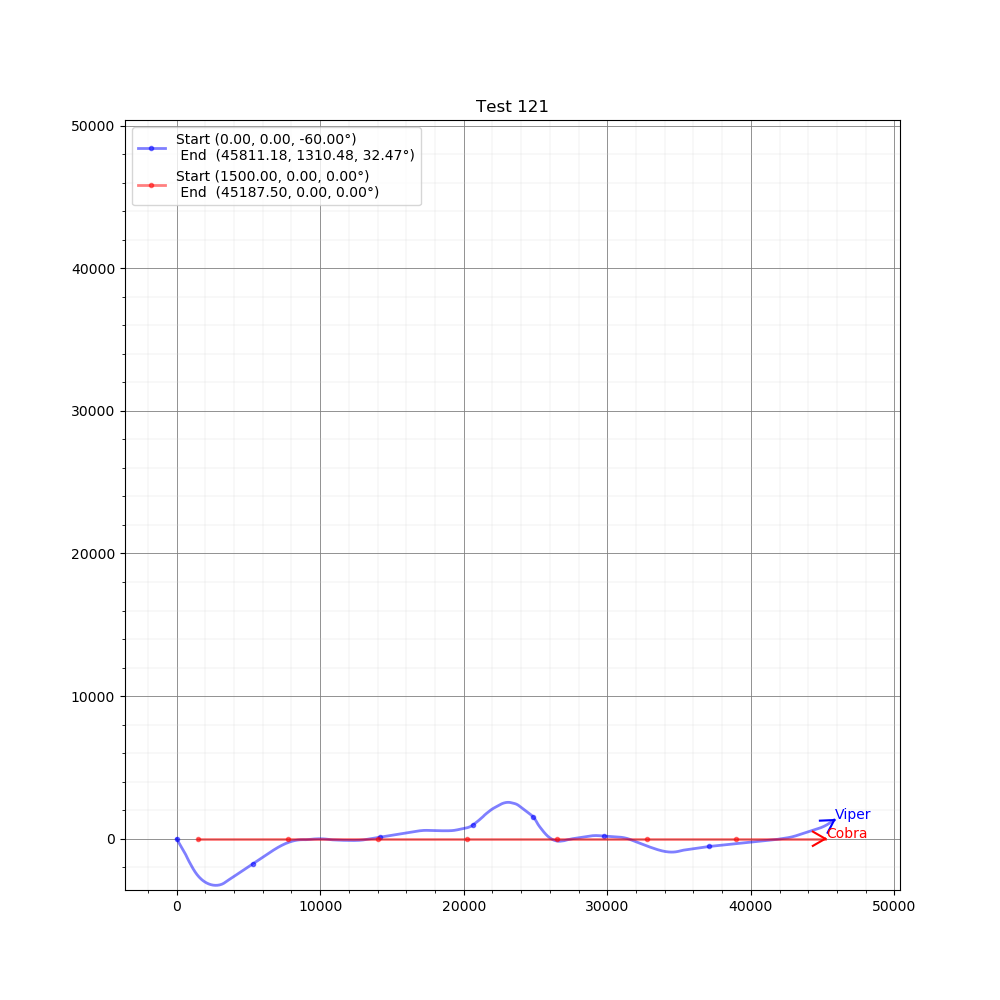 Test 121
50000
40000
30000
20000
10000
0
Start (0.00, 0.00, -60.00°)
End  (45811.18, 1310.48, 32.47°)
Start (1500.00, 0.00, 0.00°)
End  (45187.50, 0.00, 0.00°)
Viper
Cobra
0 10000 20000 30000 40000 50000